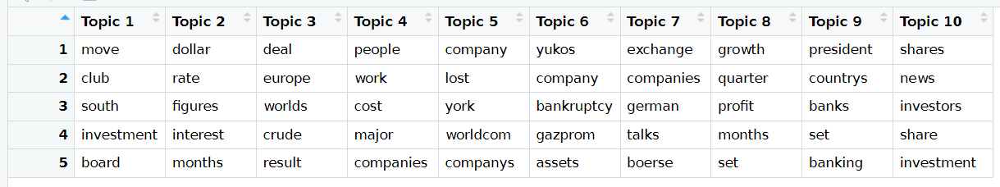 Topic 1 Topic 2 Topic 3 Topic 4 Topic 5 Topic 6 Topic 7 Topic 8 Topic 9 Topic 10
1 move dollar deal people company yukos exchange growth president shares
2 club rate europe work lost company companies quarter countrys news
3 south figures worlds cost york bankruptcy german profit banks investors
4 investment interest crude major worldcom gazprom talks months set share
5 board months result companies companys assets boerse set banking investment